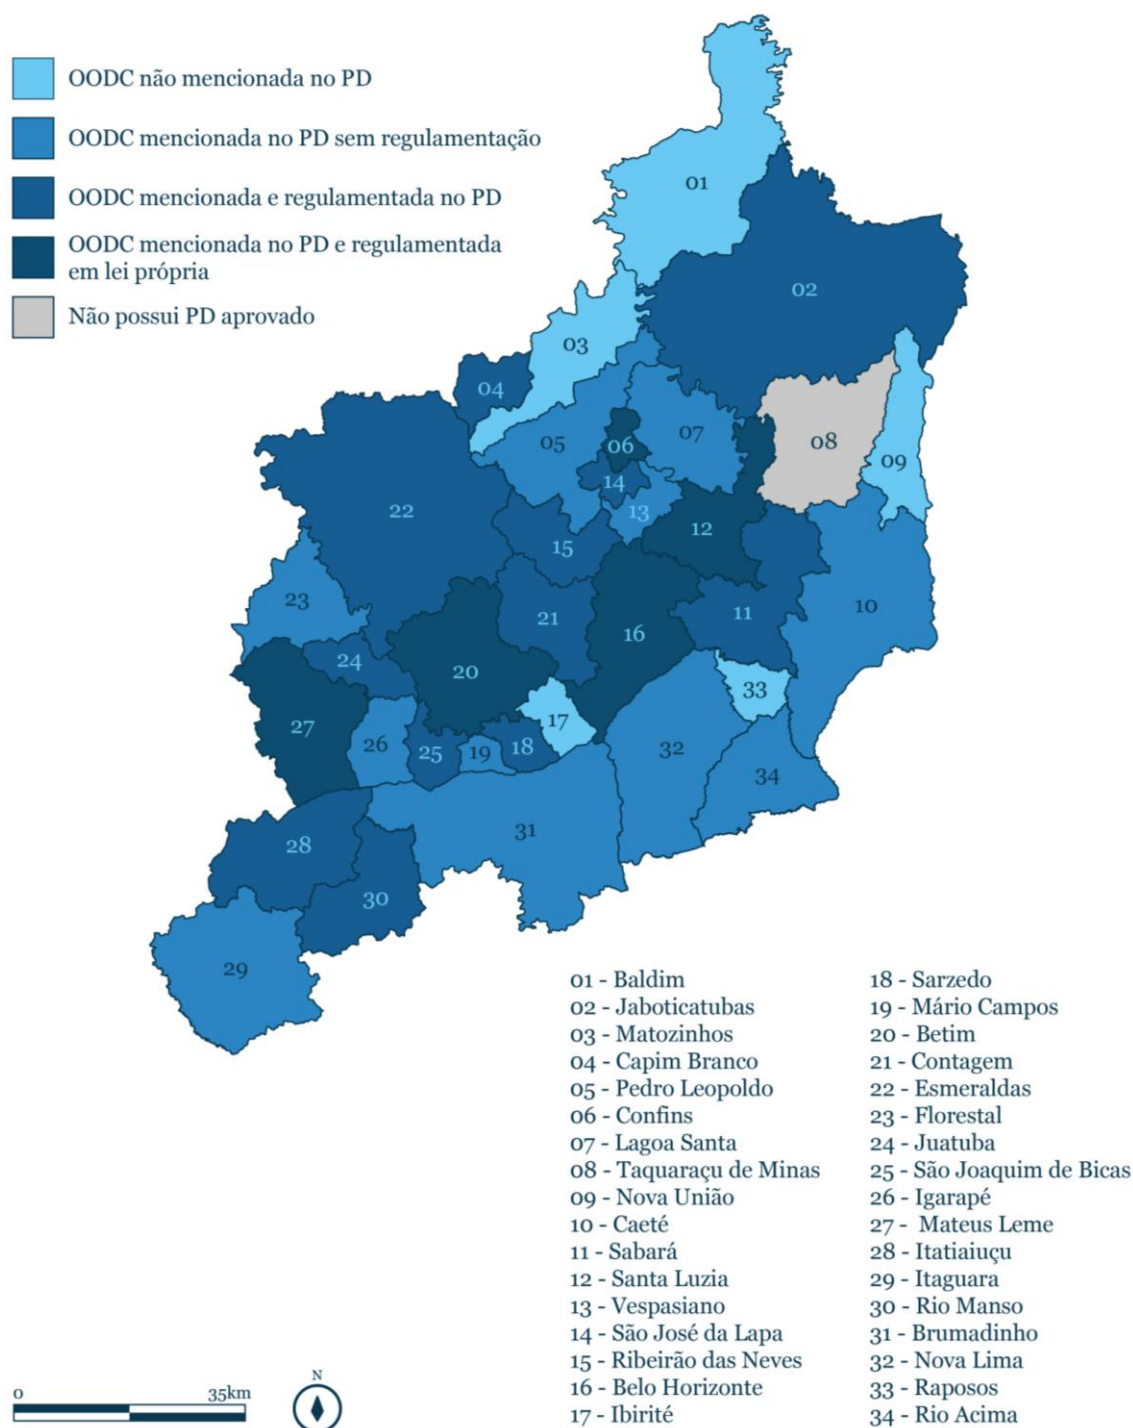 OODC não mencionada no PD
OODC mencionada no PD sem regulamentação
OODC mencionada e regulamentada no PD
OODC mencionada no PD e regulamentada
em lei própria
Não possui PD aprovado
01
02
03
04
05
06
07
08
09
14
13
22
12
15
23
21
16
11
10
24
20
33
27
26
25
19
18
17
32
34
28
31
30
29
01 - Baldim
02 - Jaboticatubas
03 - Matozinhos
04 - Capim Branco
05 - Pedro Leopoldo
06 - Confins
07 - Lagoa Santa
08 - Taquaraçu de Minas
09 - Nova União
10 - Caeté
11 - Sabará
12 - Santa Luzia
13 - Vespasiano
14 - São José da Lapa
15 - Ribeirão das Neves
16 - Belo Horizonte
17 - Ibirité
18 - Sarzedo
19 - Mário Campos
20 - Betim
21 - Contagem
22 - Esmeraldas
23 - Florestal
24 - Juatuba
25 - São Joaquim de Bicas
26 - Igarapé
27 - Mateus Leme
28 - Itatiaiuçu
29 - Itaguara
30 - Rio Manso
31 - Brumadinho
32 - Nova Lima
33 - Raposos
34 - Rio Acima
0 35km
N